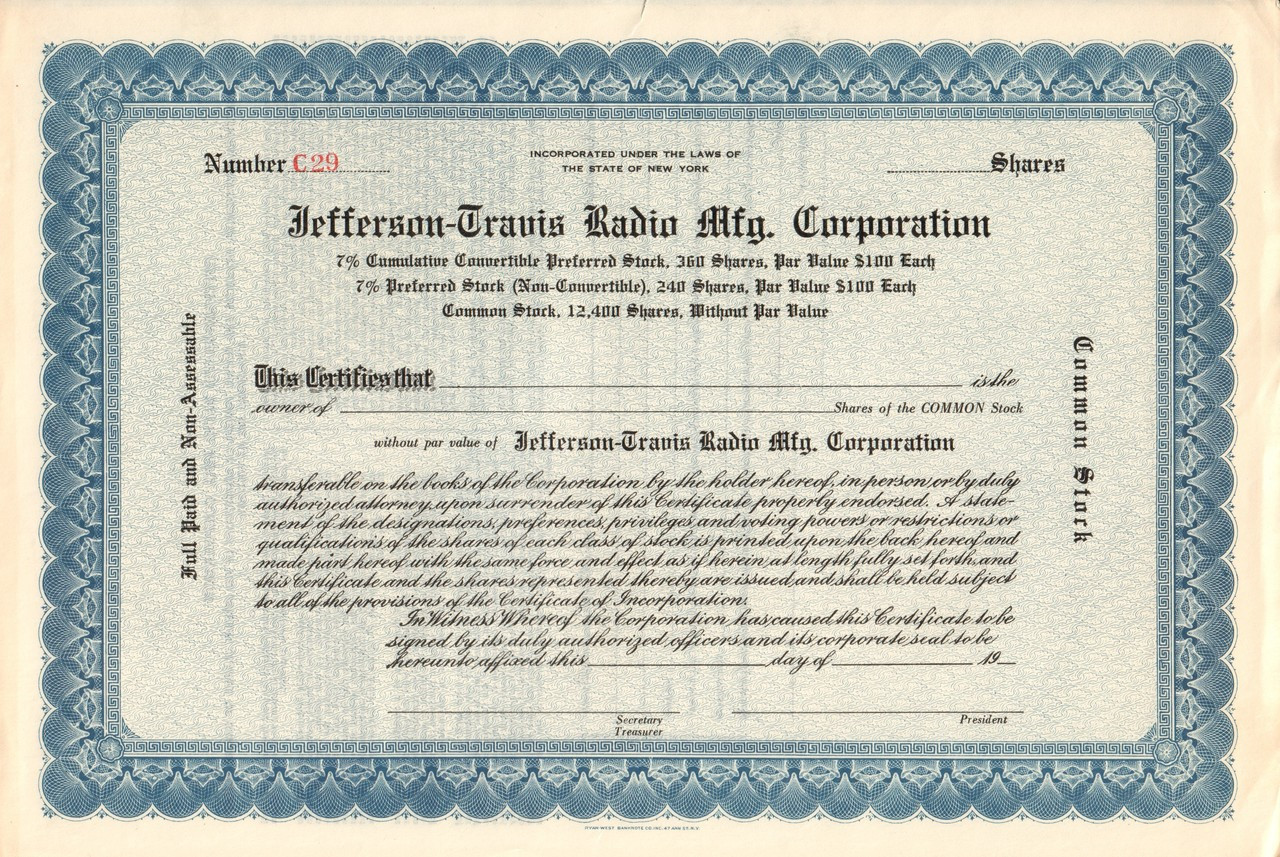 Number C29
INCORPORATED UNDER THE LAWS OF
THE STATE OF NEW YORK
Shares
Jefferson-Travis Radio Mfg. Corporation
7% Cumulative Convertible Preferred Stock, 360 Shares, Par Value $100 Each
7% Preferred Stock (Non-Convertible), 240 Shares, Par Value $100 Each
Common Stock, 12,400 Shares, Without Par Value
Full Paid and Non-Assessable
Common Stock
This Certifies that is the
owner of Shares of the COMMON Stock
without par value of Jefferson-Travis Radio Mfg. Corporation
transferable on the books of the Corporation by the holder hereof, in person, or by duly
authorized attorney, upon surrender of this Certificate properly endorsed. A state-
ment of the designations, preferences, privileges and voting powers or restrictions or
qualifications of the shares of each class of stock is printed upon the back hereof and
made part hereof with the same force and effect as if herein at length fully set forth, and
this Certificate and the shares represented thereby are issued and shall be held subject
to all of the provisions of the Certificate of Incorporation.
In Witness Whereof the Corporation has caused this Certificate to be
signed by its duly authorized officers and its corporate seal to be
hereunto affixed this day of 19
Secretary
Treasurer
President
BANKNOTE CO. INC. 47 ANN ST. N.Y.